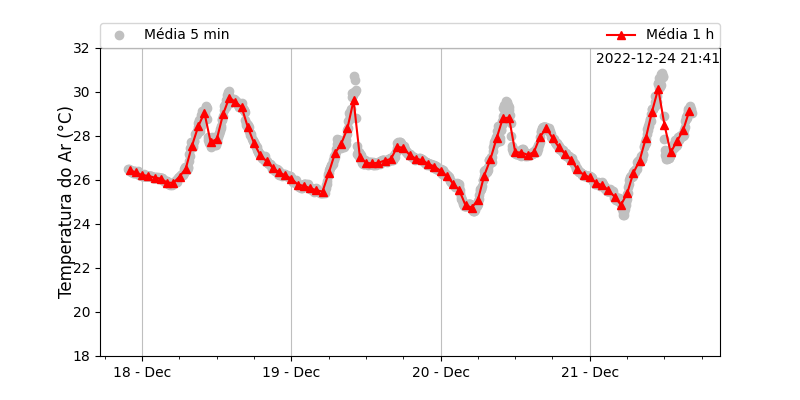 Média 5 min
Média 1 h
2022-12-24 21:41
Temperatura do Ar (°C)
32
30
28
26
24
22
20
18
18 - Dec
19 - Dec
20 - Dec
21 - Dec